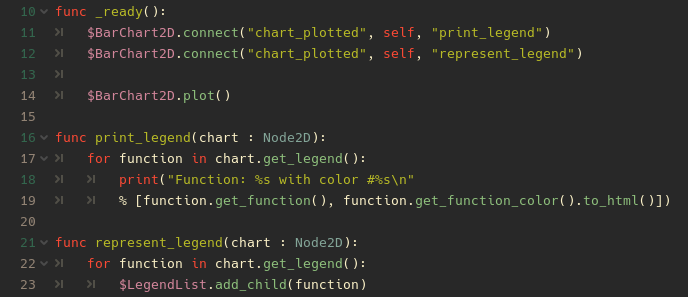 10 func _ready():
11 $BarChart2D.connect("chart_plotted", self, "print_legend")
12 $BarChart2D.connect("chart_plotted", self, "represent_legend")
13
14 $BarChart2D.plot()
15
16 func print_legend(chart : Node2D):
17 for function in chart.get_legend():
18 print("Function: %s with color #%s\n"
19 % [function.get_function(), function.get_function_color().to_html()])
20
21 func represent_legend(chart : Node2D):
22 for function in chart.get_legend():
23 $LegendList.add_child(function)